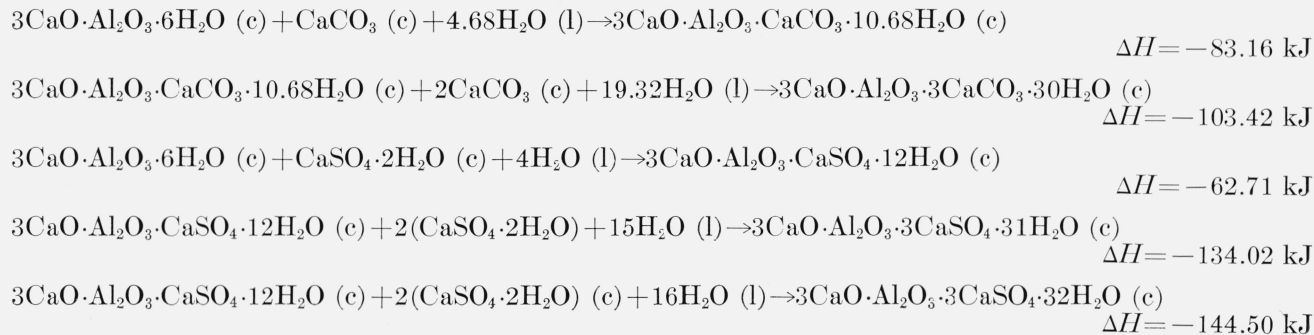 3CaO·Al₂O₃·6H₂O (c)+CaCO₃ (c)+4.68H₂O (l)→3CaO·Al₂O₃·CaCO₃·10.68H₂O (c)
ΔH=−83.16 kJ
3CaO·Al₂O₃·CaCO₃·10.68H₂O (c)+2CaCO₃ (c)+19.32H₂O (l)→3CaO·Al₂O₃·3CaCO₃·30H₂O (c)
ΔH=−103.42 kJ
3CaO·Al₂O₃·6H₂O (c)+CaSO₄·2H₂O (c)+4H₂O (l)→3CaO·Al₂O₃·CaSO₄·12H₂O (c)
ΔH=−62.71 kJ
3CaO·Al₂O₃·CaSO₄·12H₂O (c)+2(CaSO₄·2H₂O)+15H₂O (l)→3CaO·Al₂O₃·3CaSO₄·31H₂O (c)
ΔH=−134.02 kJ
3CaO·Al₂O₃·CaSO₄·12H₂O (c)+2(CaSO₄·2H₂O) (c)+16H₂O (l)→3CaO·Al₂O₃·3CaSO₄·32H₂O (c)
ΔH=−144.50 kJ